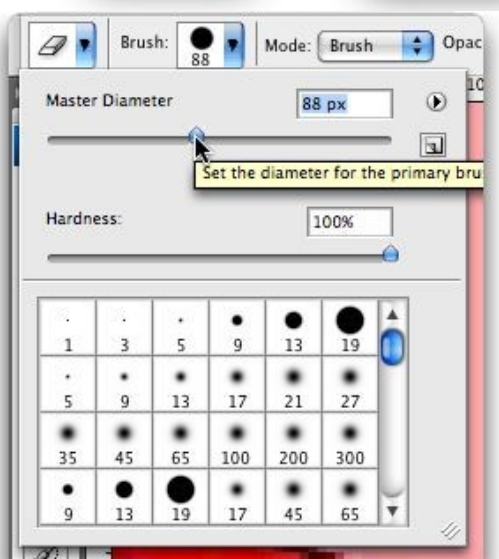 Brush: 88 Mode: Brush Opac
Master Diameter 88 px
Set the diameter for the primary bru
Hardness: 100%
1 3 5 9 13 19
5 9 13 17 21 27
35 45 65 100 200 300
9 13 19 17 45 65